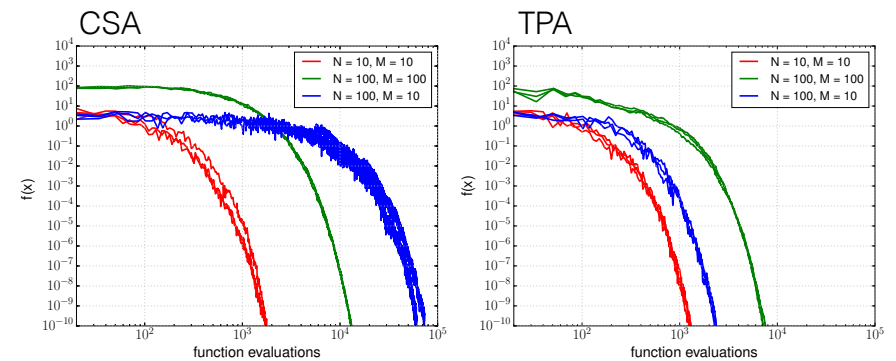 CSA
10^4
10^3
10^2
10^1
10^0
10^-1
10^-2
10^-3
10^-4
10^-5
10^-6
10^-7
10^-8
10^-9
10^-10
f(x)
N = 10, M = 10
N = 100, M = 100
N = 100, M = 10
10^2 10^3 10^4 10^5
function evaluations
TPA
10^4
10^3
10^2
10^1
10^0
10^-1
10^-2
10^-3
10^-4
10^-5
10^-6
10^-7
10^-8
10^-9
10^-10
f(x)
N = 10, M = 10
N = 100, M = 100
N = 100, M = 10
10^2 10^3 10^4 10^5
function evaluations